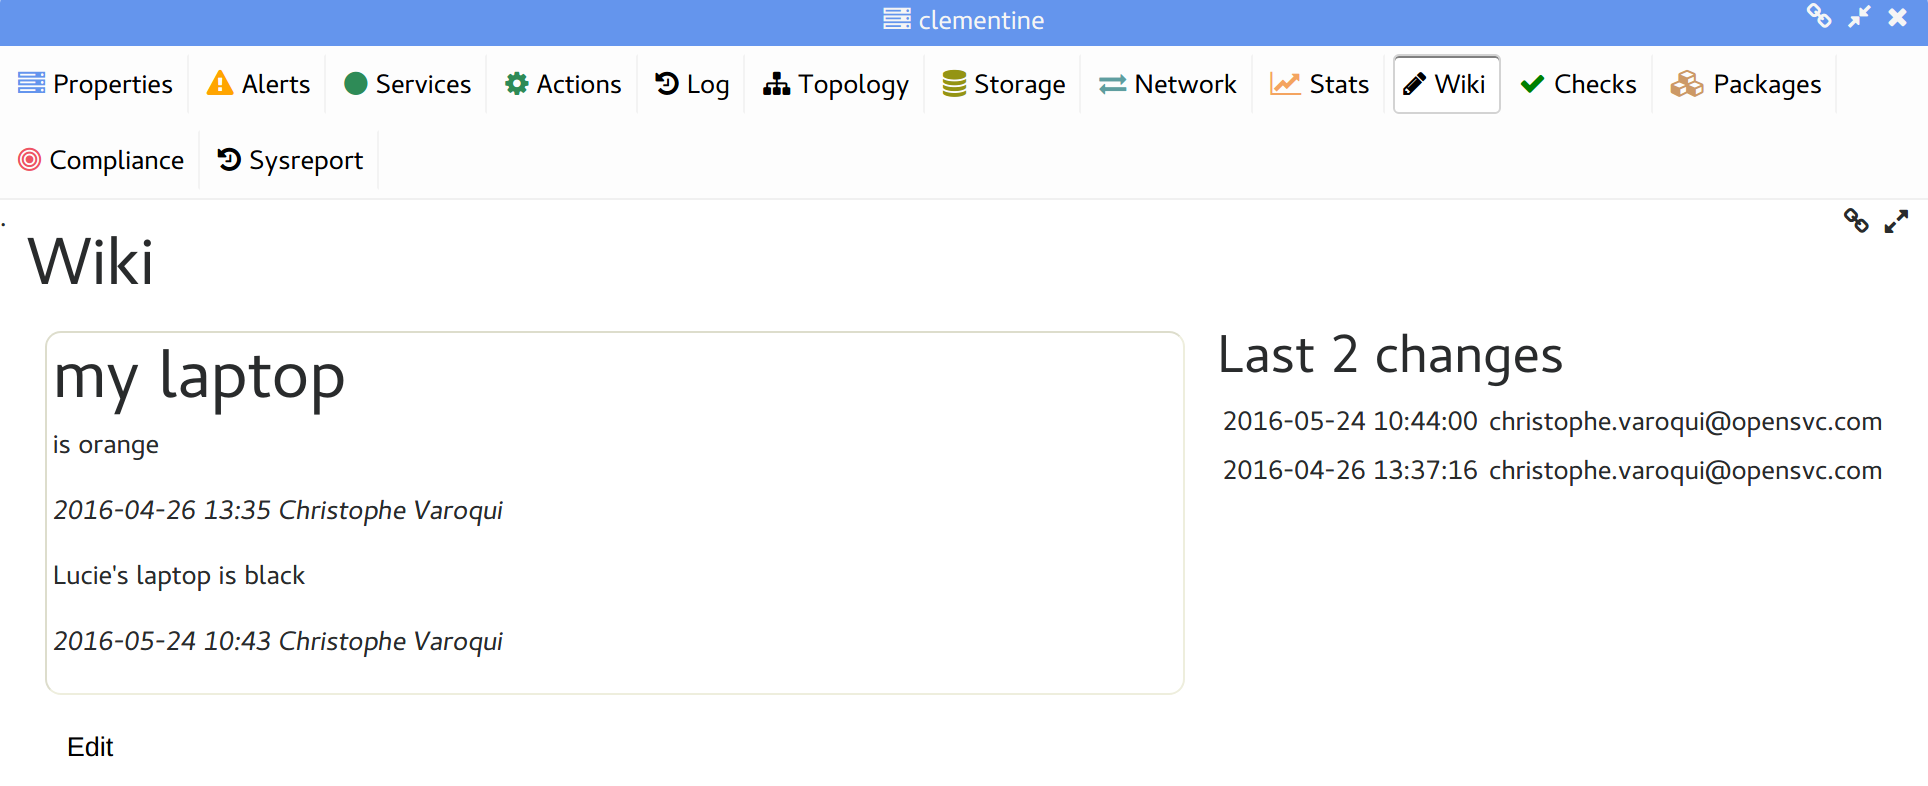 clementine
Properties Alerts Services Actions Log Topology Storage Network Stats Wiki Checks Packages
Compliance Sysreport
.
Wiki
my laptop
is orange
2016-04-26 13:35 Christophe Varoqui
Lucie's laptop is black
2016-05-24 10:43 Christophe Varoqui
Edit
Last 2 changes
2016-05-24 10:44:00 christophe.varoqui@opensvc.com
2016-04-26 13:37:16 christophe.varoqui@opensvc.com